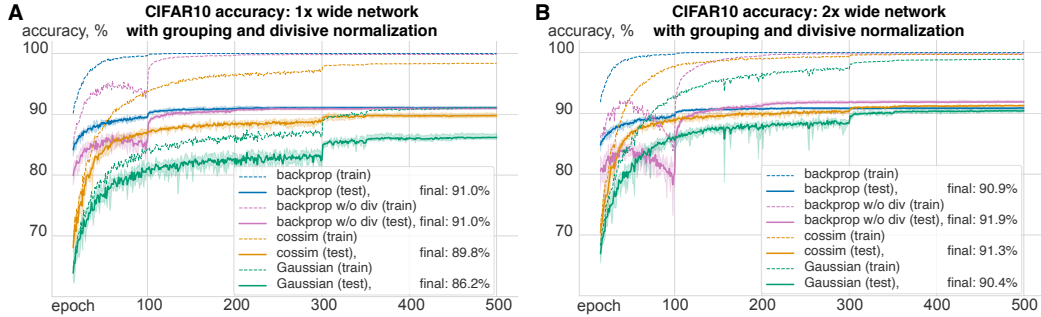 A
CIFAR10 accuracy: 1x wide network
with grouping and divisive normalization
accuracy, %
100
90
80
70
epoch 100 200 300 400 500
backprop (train)
backprop (test), final: 91.0%
backprop w/o div (train)
backprop w/o div (test), final: 91.0%
cossim (train)
cossim (test), final: 89.8%
Gaussian (train)
Gaussian (test), final: 86.2%
B
CIFAR10 accuracy: 2x wide network
with grouping and divisive normalization
accuracy, %
100
90
80
70
epoch 100 200 300 400 500
backprop (train)
backprop (test), final: 90.9%
backprop w/o div (train)
backprop w/o div (test), final: 91.9%
cossim (train)
cossim (test), final: 91.3%
Gaussian (train)
Gaussian (test), final: 90.4%